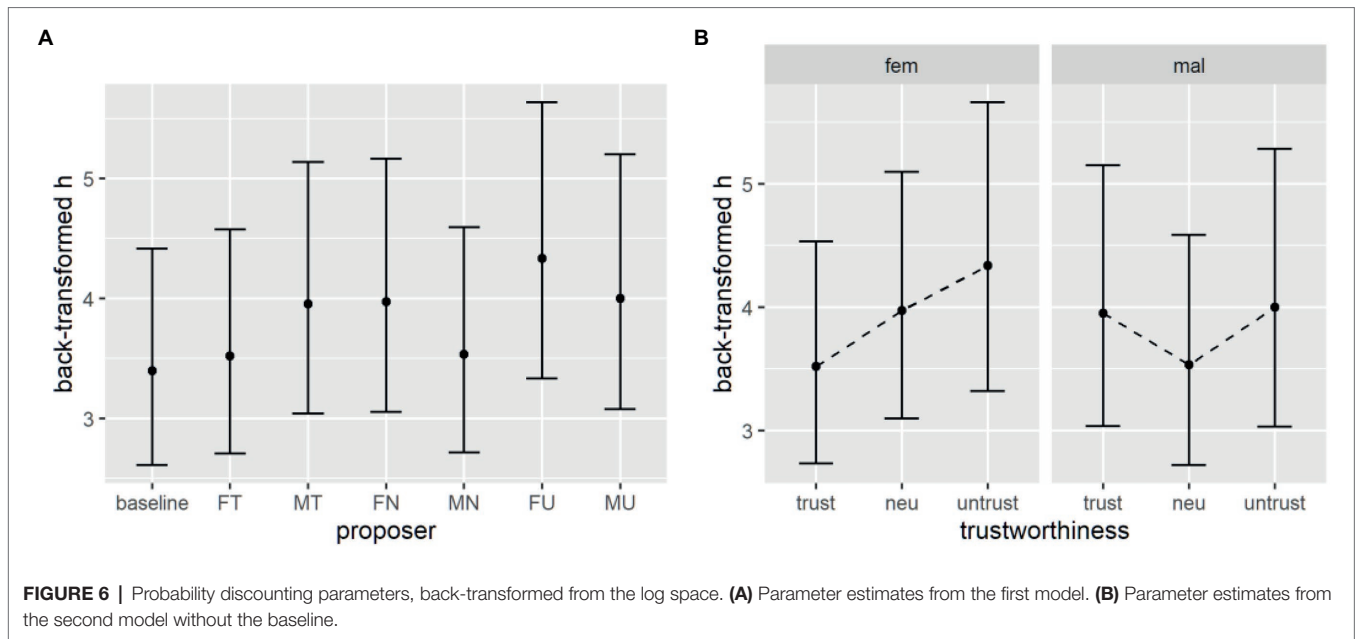 A
back-transformed h
5
4
3
baseline FT MT FN MN FU MU
proposer
B
fem mal
back-transformed h
5
4
3
trust neu untrust trust neu untrust
trustworthiness
FIGURE 6 | Probability discounting parameters, back-transformed from the log space. (A) Parameter estimates from the first model. (B) Parameter estimates from
the second model without the baseline.